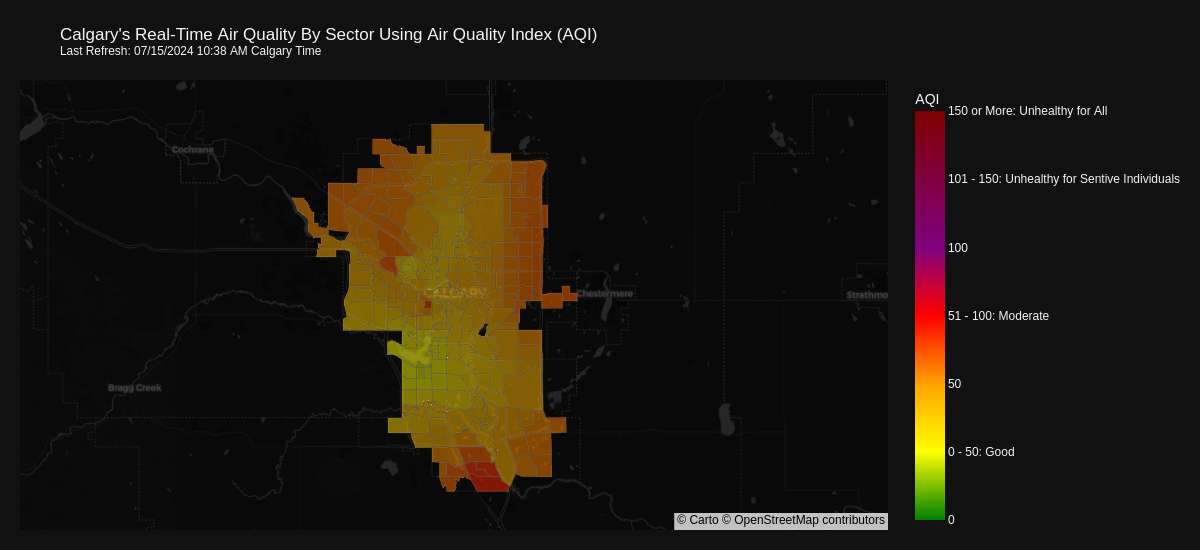 Calgary's Real-Time Air Quality By Sector Using Air Quality Index (AQI)
Last Refresh: 07/15/2024 10:38 AM Calgary Time
AQI
150 or More: Unhealthy for All
Cochrane
101 - 150: Unhealthy for Sentive Individuals
100
CALGARY
Chestermere
Strathmo
51 - 100: Moderate
50
Bragg Creek
0 - 50: Good
0
© Carto © OpenStreetMap contributors